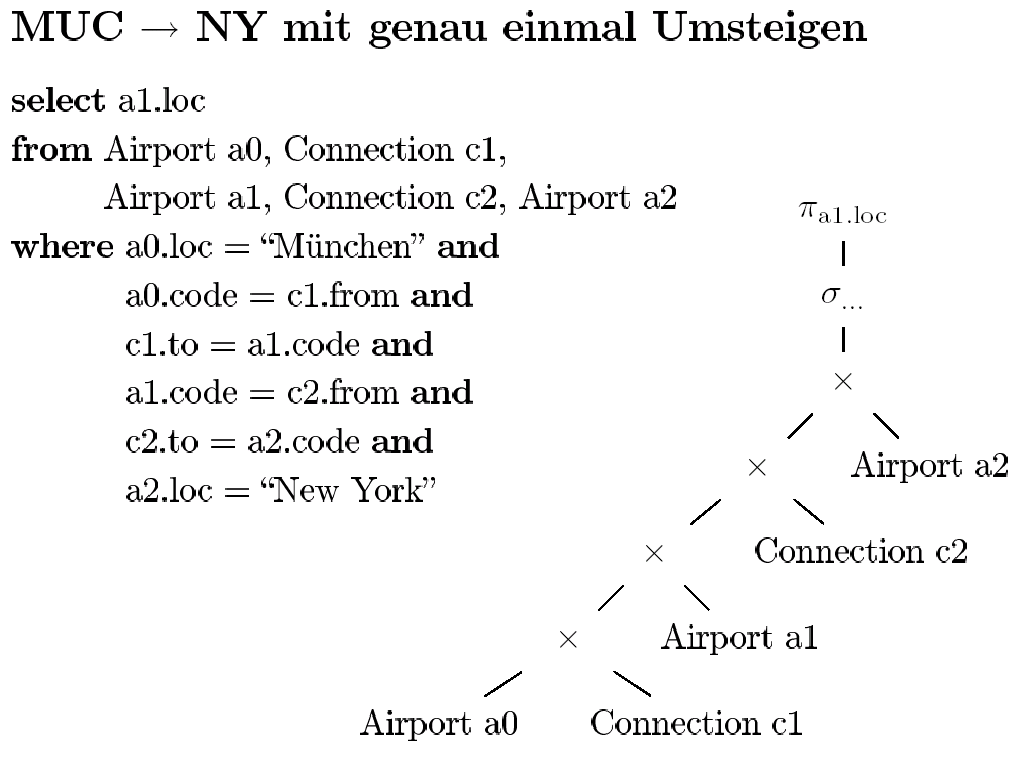 MUC → NY mit genau einmal Umsteigen
select a1.loc
from Airport a0, Connection c1,
Airport a1, Connection c2, Airport a2
where a0.loc = “München” and
a0.code = c1.from and
c1.to = a1.code and
a1.code = c2.from and
c2.to = a2.code and
a2.loc = “New York”
πa1.loc
σ...
×
× Airport a2
× Connection c2
× Airport a1
Airport a0 Connection c1